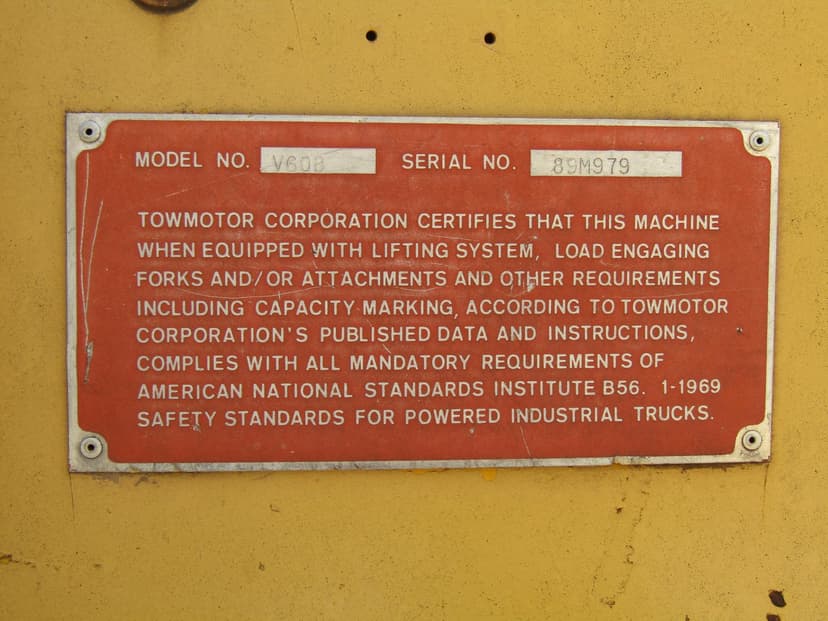 MODEL NO. V60B SERIAL NO. 89M979
TOWMOTOR CORPORATION CERTIFIES THAT THIS MACHINE
WHEN EQUIPPED WITH LIFTING SYSTEM, LOAD ENGAGING
FORKS AND/OR ATTACHMENTS AND OTHER REQUIREMENTS
INCLUDING CAPACITY MARKING, ACCORDING TO TOWMOTOR
CORPORATION'S PUBLISHED DATA AND INSTRUCTIONS,
COMPLIES WITH ALL MANDATORY REQUIREMENTS OF
AMERICAN NATIONAL STANDARDS INSTITUTE B56. 1-1969
SAFETY STANDARDS FOR POWERED INDUSTRIAL TRUCKS.